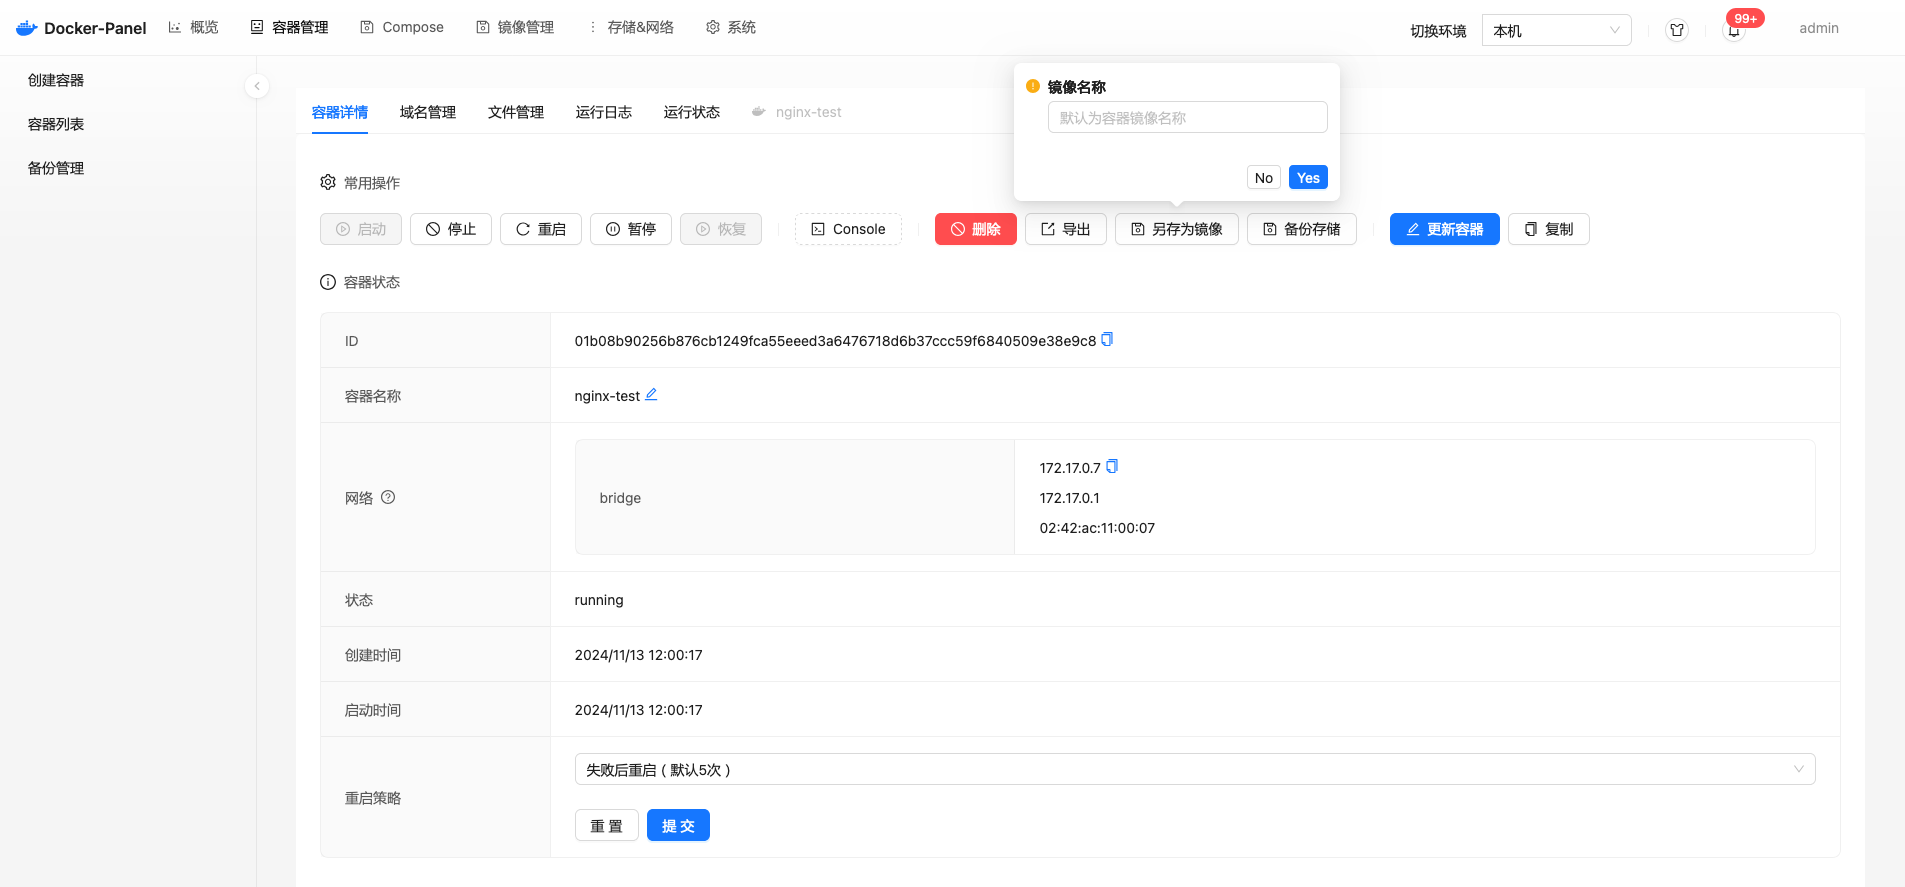 Docker-Panel 概览 容器管理 Compose 镜像管理 存储&网络 系统 切换环境 本机 99+ admin
创建容器
容器列表
备份管理
容器详情 域名管理 文件管理 运行日志 运行状态 nginx-test
镜像名称
默认为容器镜像名称
No Yes
常用操作
启动 停止 重启 暂停 恢复 Console 删除 导出 另存为镜像 备份存储 更新容器 复制
容器状态
ID 01b08b90256b876cb1249fca55eeed3a6476718d6b37ccc59f6840509e38e9c8
容器名称 nginx-test
网络 bridge
172.17.0.7
172.17.0.1
02:42:ac:11:00:07
状态 running
创建时间 2024/11/13 12:00:17
启动时间 2024/11/13 12:00:17
重启策略
失败后重启 ( 默认5次 )
重 置 提 交